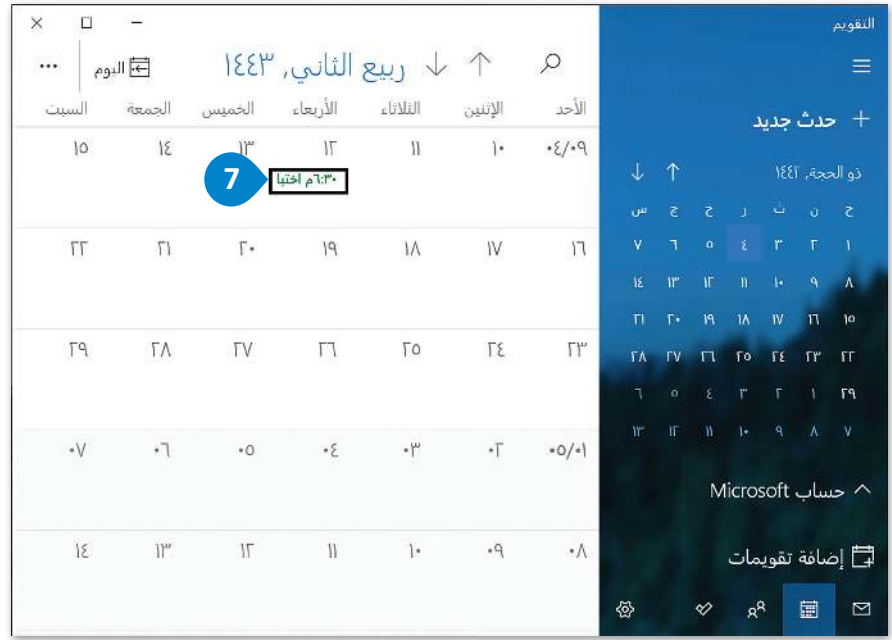 التقويم
+ حدث جديد
ذو الحجة, ١٤٤٢
ح ن ث ر خ ج س
١ ٢ ٣ ٤ ٥ ٦ ٧
٨ ٩ ١٠ ١١ ١٢ ١٣ ١٤
١٥ ١٦ ١٧ ١٨ ١٩ ٢٠ ٢١
٢٢ ٢٣ ٢٤ ٢٥ ٢٦ ٢٧ ٢٨
٢٩ ١ ٢ ٣ ٤ ٥ ٦
٧ ٨ ٩ ١٠ ١١ ١٢ ١٣
حساب Microsoft
إضافة تقويمات
ربيع الثاني, ١٤٤٣
اليوم
الأحد الإثنين الثلاثاء الأربعاء الخميس الجمعة السبت
٠٤/٠٩ ١٠ ١١ ١٢ ١٣ ١٤ ١٥
٦:٣٠م اختبا
7
١٦ ١٧ ١٨ ١٩ ٢٠ ٢١ ٢٢
٢٣ ٢٤ ٢٥ ٢٦ ٢٧ ٢٨ ٢٩
٠٥/٠١ ٠٢ ٠٣ ٠٤ ٠٥ ٠٦ ٠٧
٠٨ ٠٩ ١٠ ١١ ١٢ ١٣ ١٤